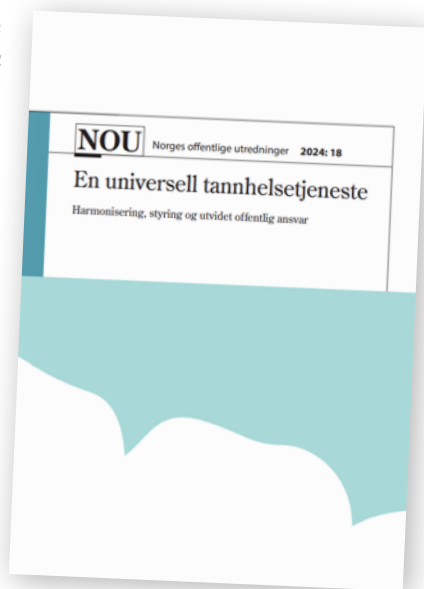 NOU Norges offentlige utredninger 2024: 18
En universell tannhelsetjeneste
Harmonisering, styring og utvidet offentlig ansvar